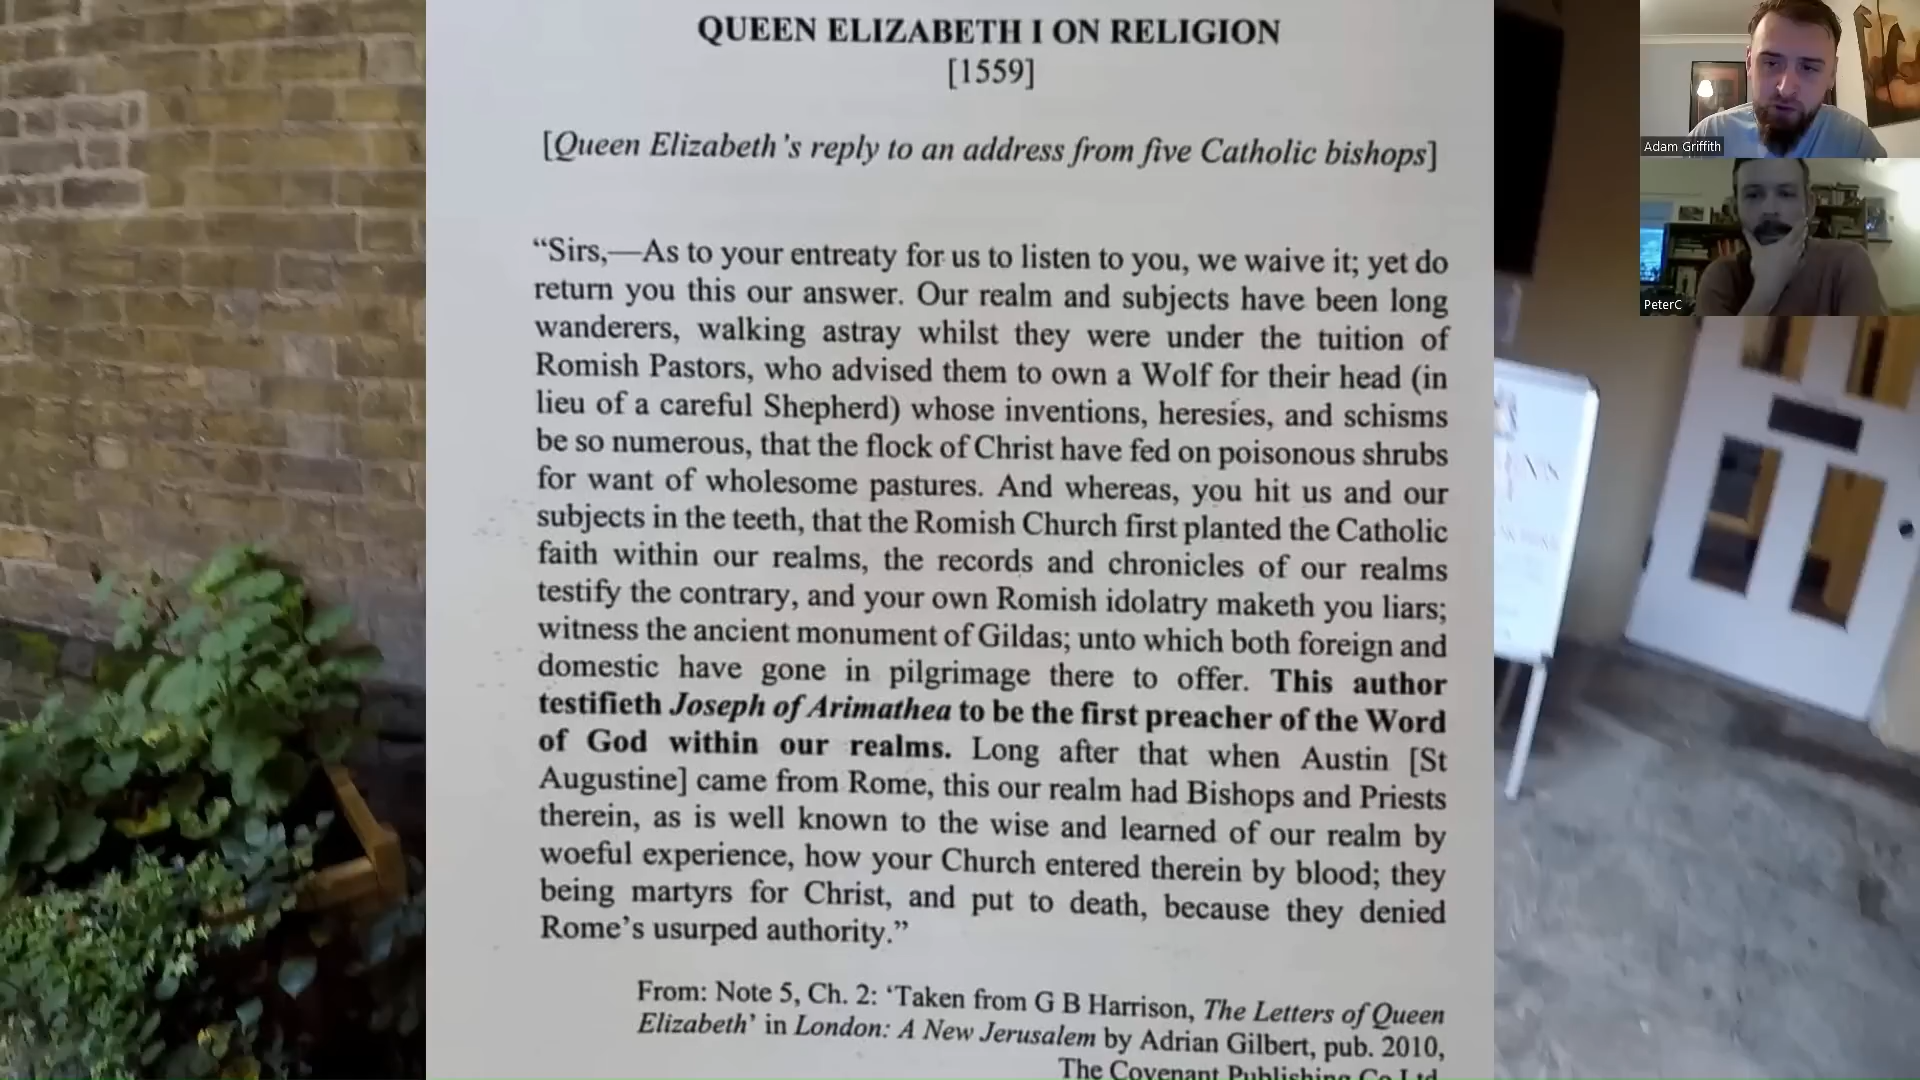 QUEEN ELIZABETH I ON RELIGION
[1559]
[Queen Elizabeth's reply to an address from five Catholic bishops]
“Sirs,—As to your entreaty for us to listen to you, we waive it; yet do
return you this our answer. Our realm and subjects have been long
wanderers, walking astray whilst they were under the tuition of
Romish Pastors, who advised them to own a Wolf for their head (in
lieu of a careful Shepherd) whose inventions, heresies, and schisms
be so numerous, that the flock of Christ have fed on poisonous shrubs
for want of wholesome pastures. And whereas, you hit us and our
subjects in the teeth, that the Romish Church first planted the Catholic
faith within our realms, the records and chronicles of our realms
testify the contrary, and your own Romish idolatry maketh you liars;
witness the ancient monument of Gildas; unto which both foreign and
domestic have gone in pilgrimage there to offer. This author
testifieth Joseph of Arimathea to be the first preacher of the Word
of God within our realms. Long after that when Austin [St
Augustine] came from Rome, this our realm had Bishops and Priests
therein, as is well known to the wise and learned of our realm by
woeful experience, how your Church entered therein by blood; they
being martyrs for Christ, and put to death, because they denied
Rome's usurped authority.”
From: Note 5, Ch. 2: ‘Taken from G B Harrison, The Letters of Queen
Elizabeth’ in London: A New Jerusalem by Adrian Gilbert, pub. 2010,
The Covenant Publishing Co Ltd
Adam Griffith
PeterC